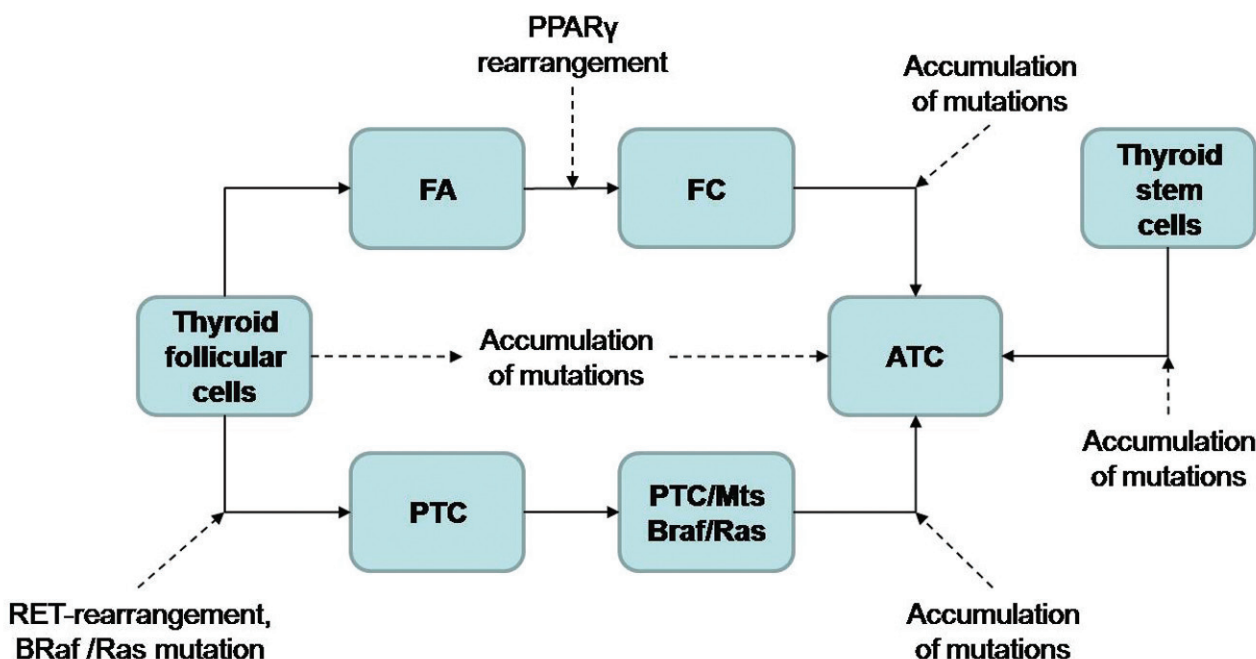 PPARγ
rearrangement
Accumulation
of mutations
FA
FC
Thyroid
stem
cells
Thyroid
follicular
cells
Accumulation
of mutations
ATC
Accumulation
of mutations
PTC
PTC/Mts
Braf/Ras
RET-rearrangement,
BRaf /Ras mutation
Accumulation
of mutations